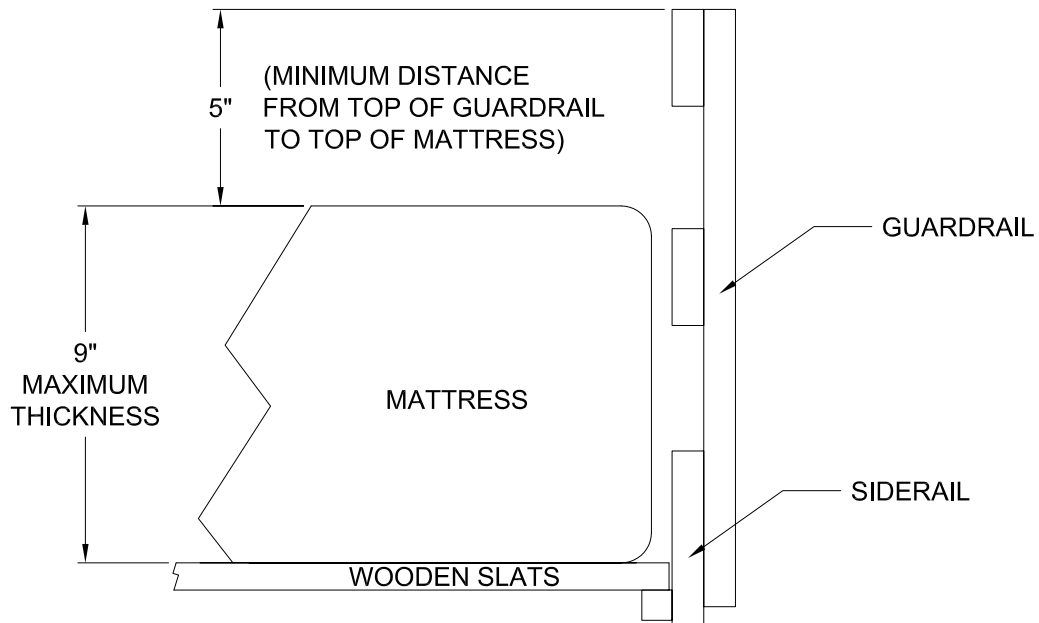 5"
(MINIMUM DISTANCE
FROM TOP OF GUARDRAIL
TO TOP OF MATTRESS)
GUARDRAIL
9"
MAXIMUM
THICKNESS
MATTRESS
SIDERAIL
WOODEN SLATS